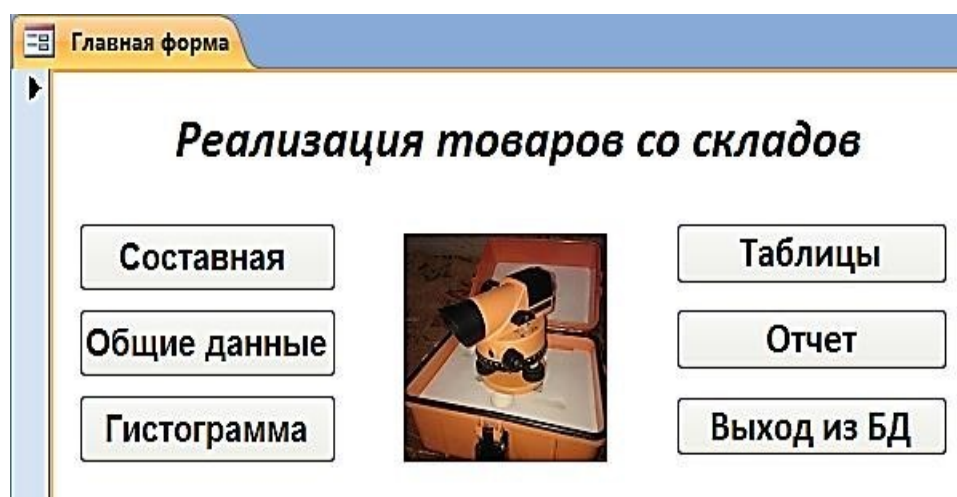 Главная форма
Реализация товаров со складов
Составная
Общие данные
Гистограмма
Таблицы
Отчет
Выход из БД